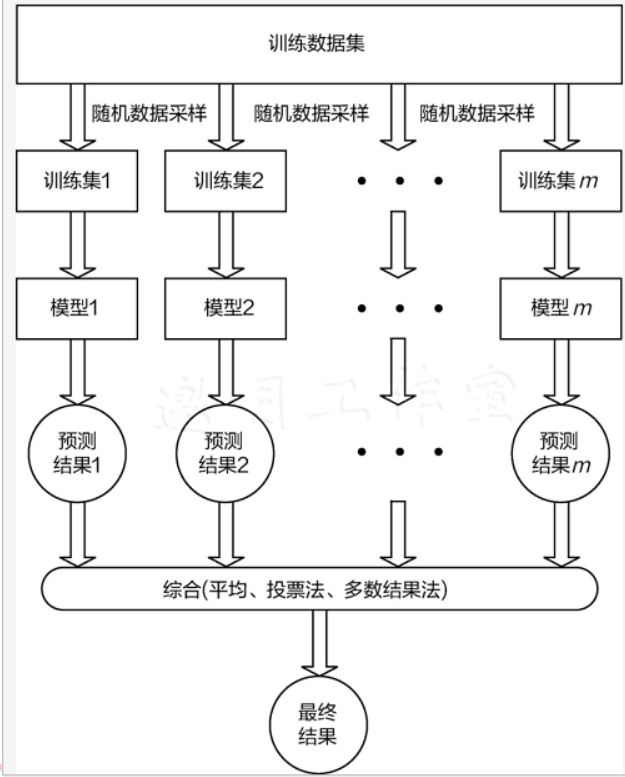 训练数据集
随机数据采样 随机数据采样 随机数据采样
训练集1 训练集2 • • • 训练集m
模型1 模型2 • • • 模型m
预测
结果1
预测
结果2
• • •
预测
结果m
综合(平均、投票法、多数结果法)
最终
结果